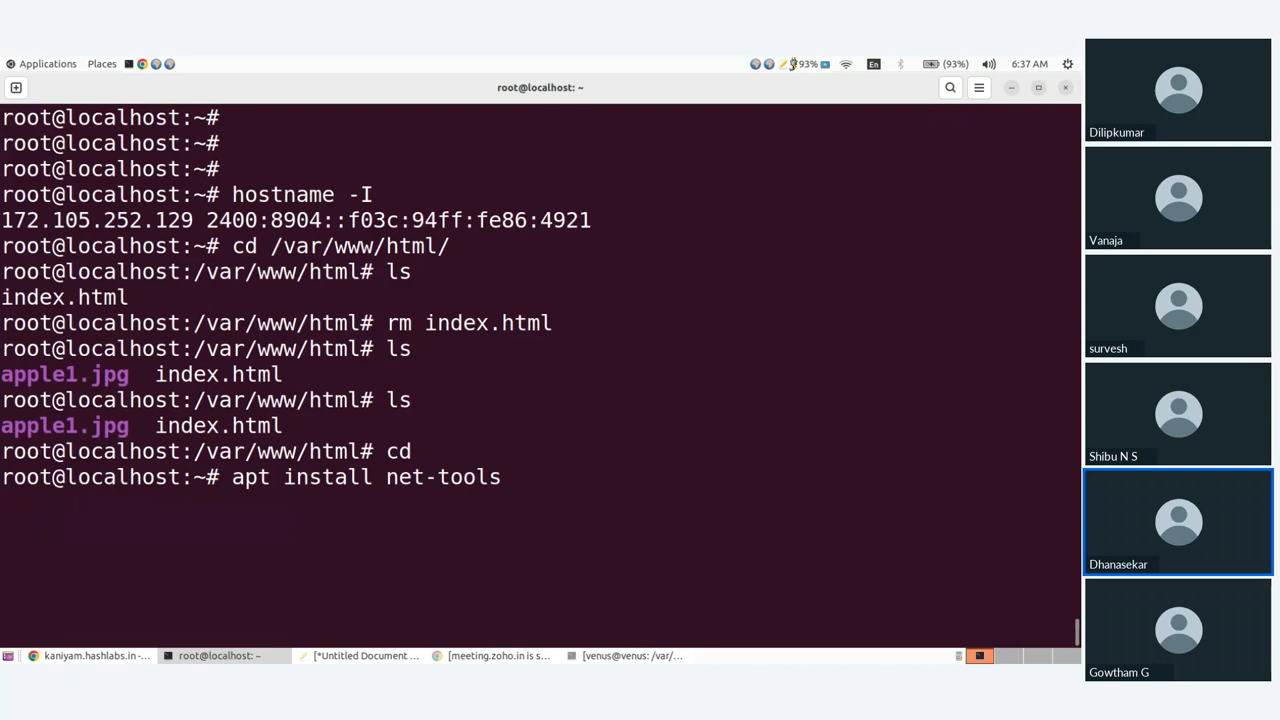 Applications Places 93% En (93%) 6:37 AM
root@localhost: ~
root@localhost:~#
root@localhost:~#
root@localhost:~#
root@localhost:~# hostname -I
172.105.252.129 2400:8904::f03c:94ff:fe86:4921
root@localhost:~# cd /var/www/html/
root@localhost:/var/www/html# ls
index.html
root@localhost:/var/www/html# rm index.html
root@localhost:/var/www/html# ls
apple1.jpg index.html
root@localhost:/var/www/html# ls
apple1.jpg index.html
root@localhost:/var/www/html# cd
root@localhost:~# apt install net-tools
kaniyam.hashlabs.in -... root@localhost: ~ [*Untitled Document ... [meeting.zoho.in is s... [venus@venus: /var/...
Dilipkumar
Vanaja
survesh
Shibu N S
Dhanasekar
Gowtham G